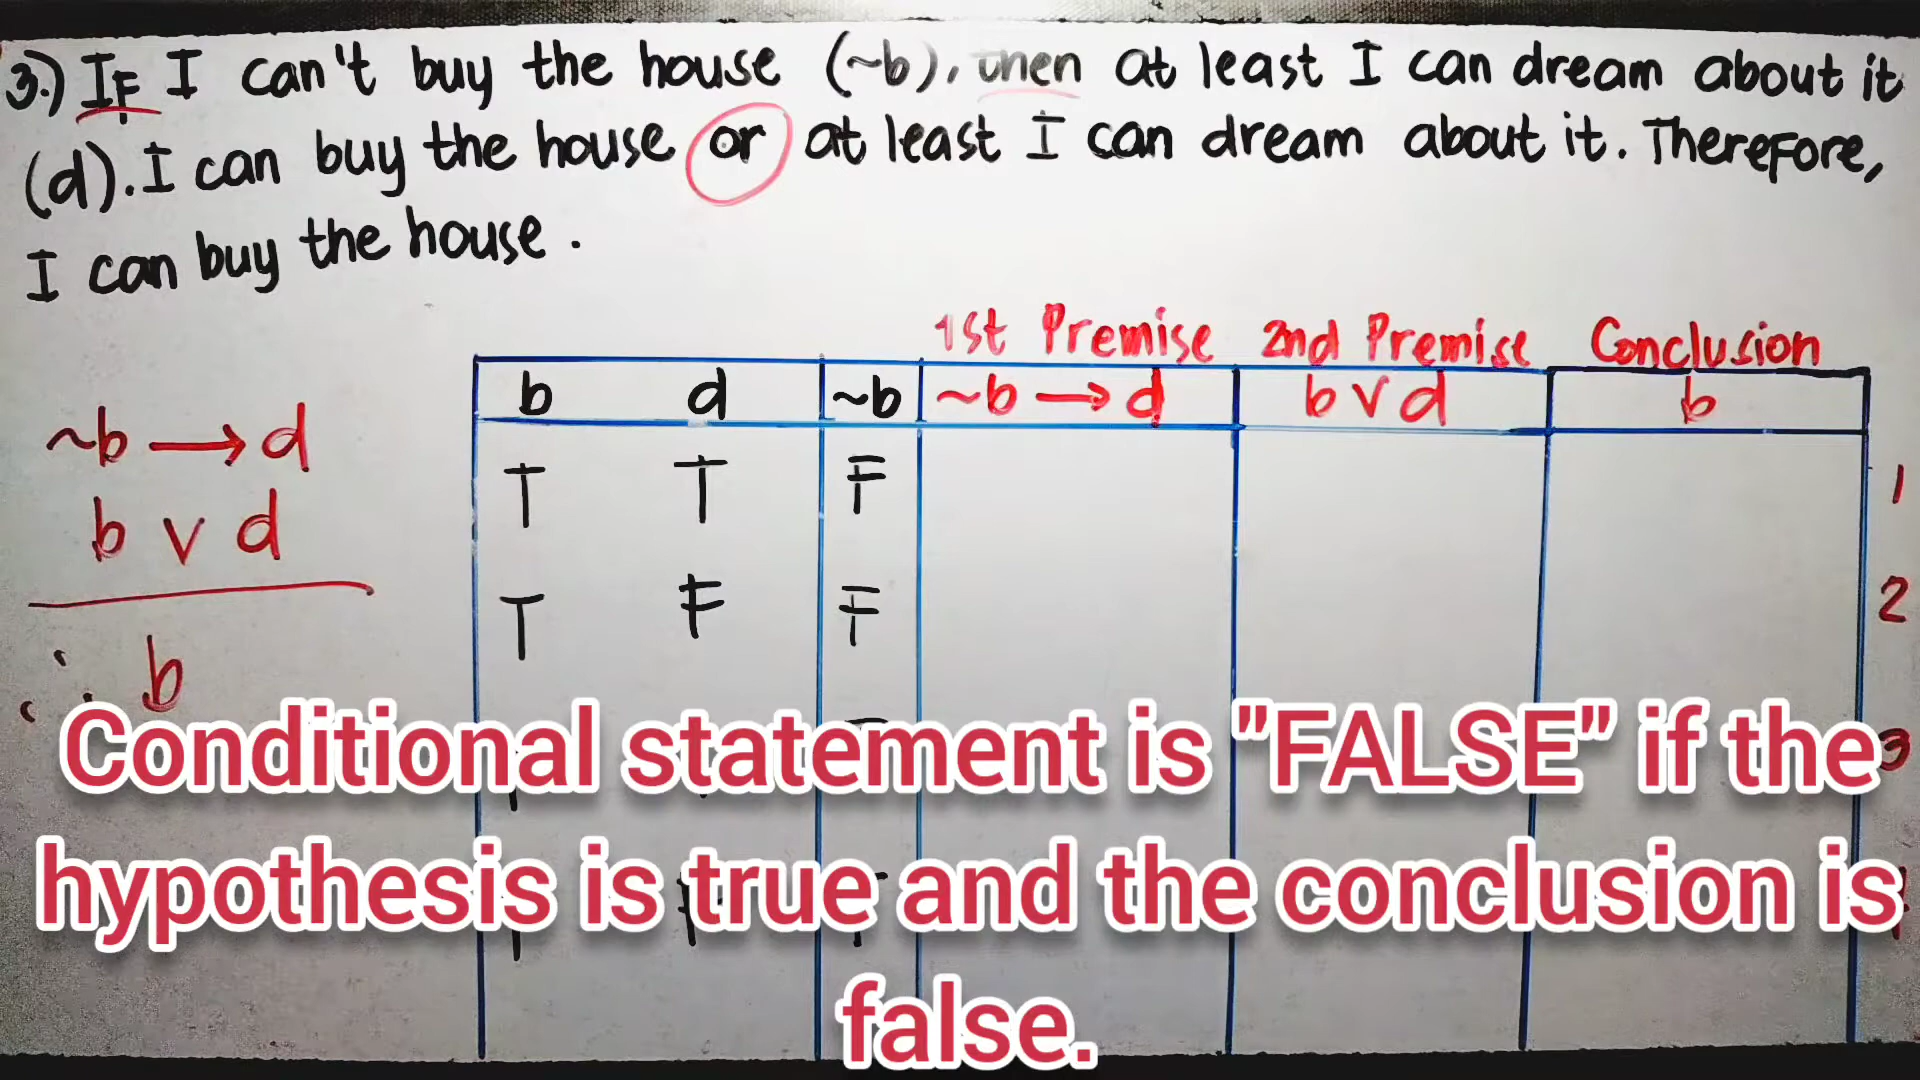 3.) IF I can't buy the house (~b), then at least I can dream about it
(d). I can buy the house or at least I can dream about it. Therefore,
I can buy the house.
1st Premise 2nd Premise Conclusion
b d ~b ~b → d b v d b
~b → d
b v d
∴ b
T T F 1
T F F 2
3
Conditional statement is "FALSE" if the
hypothesis is true and the conclusion is
false.